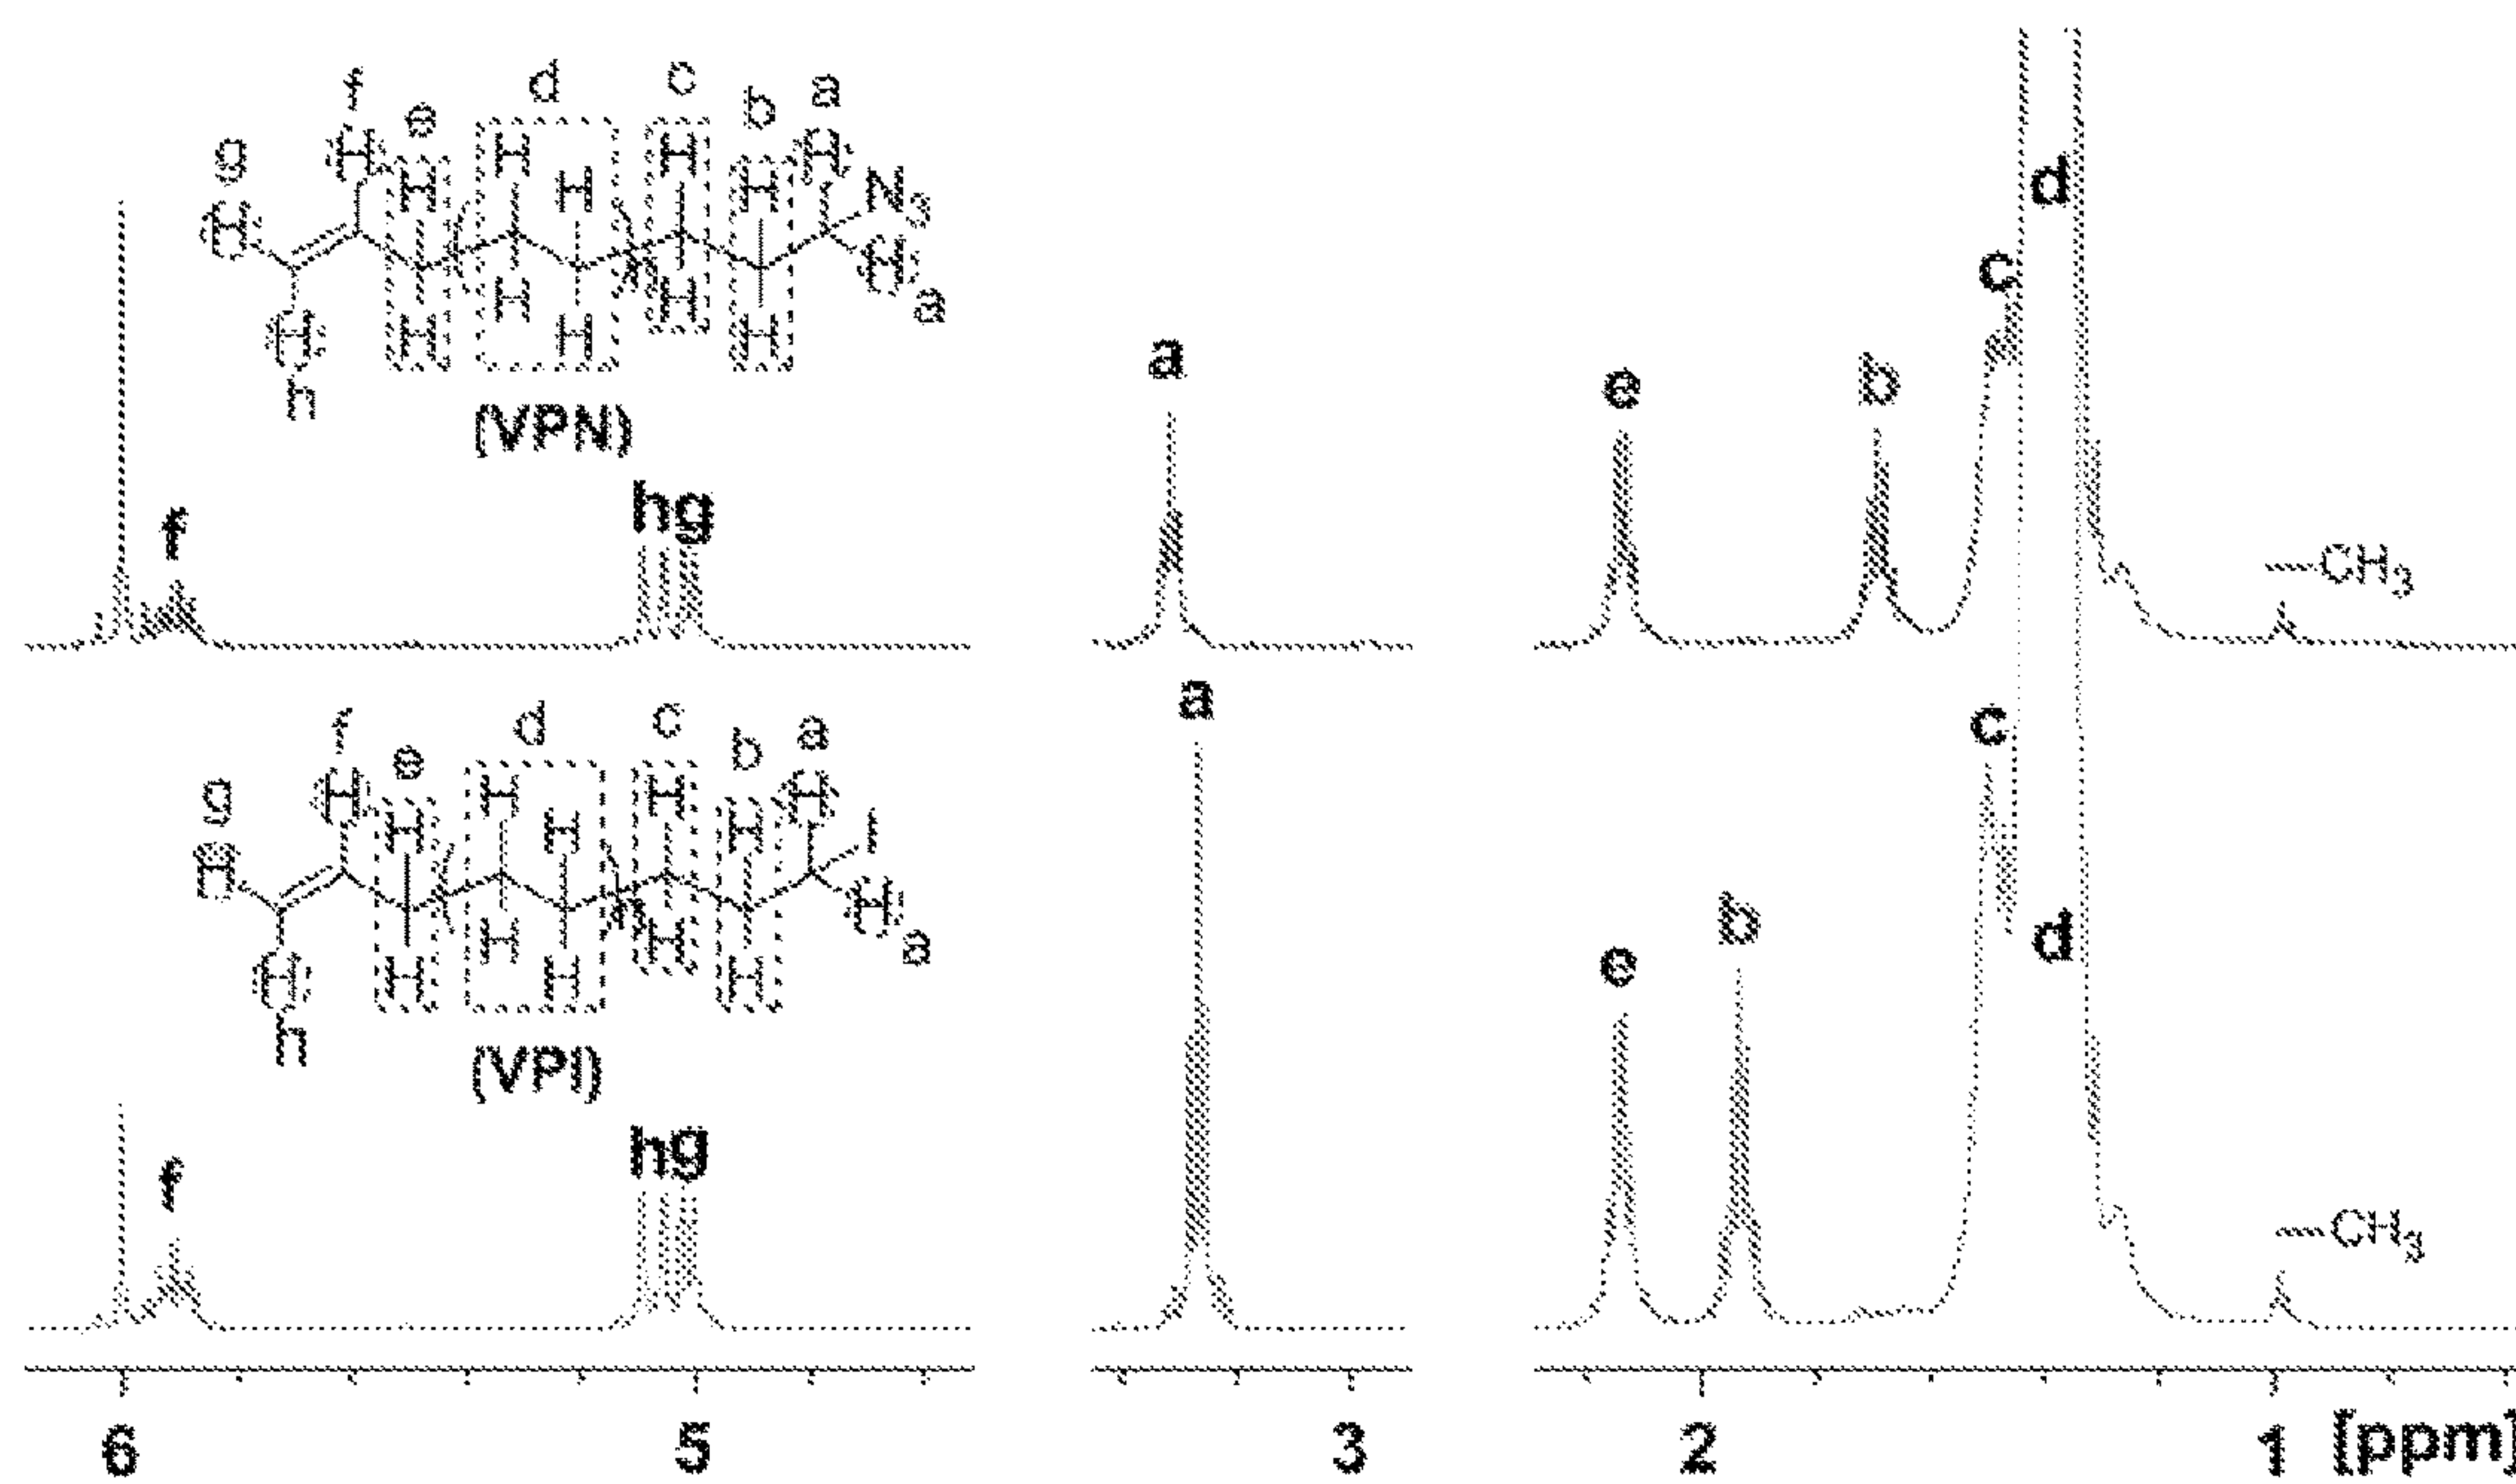 f e d c b a
g H H H H H H N3
H H H H H a
h
(VPN)
f hg a e b c d
CH3
f e d c b a
g H H H H H H I
H H H H H a
h
(VPI)
f hg a e b c d
CH3
6 5 3 2 1 [ppm]